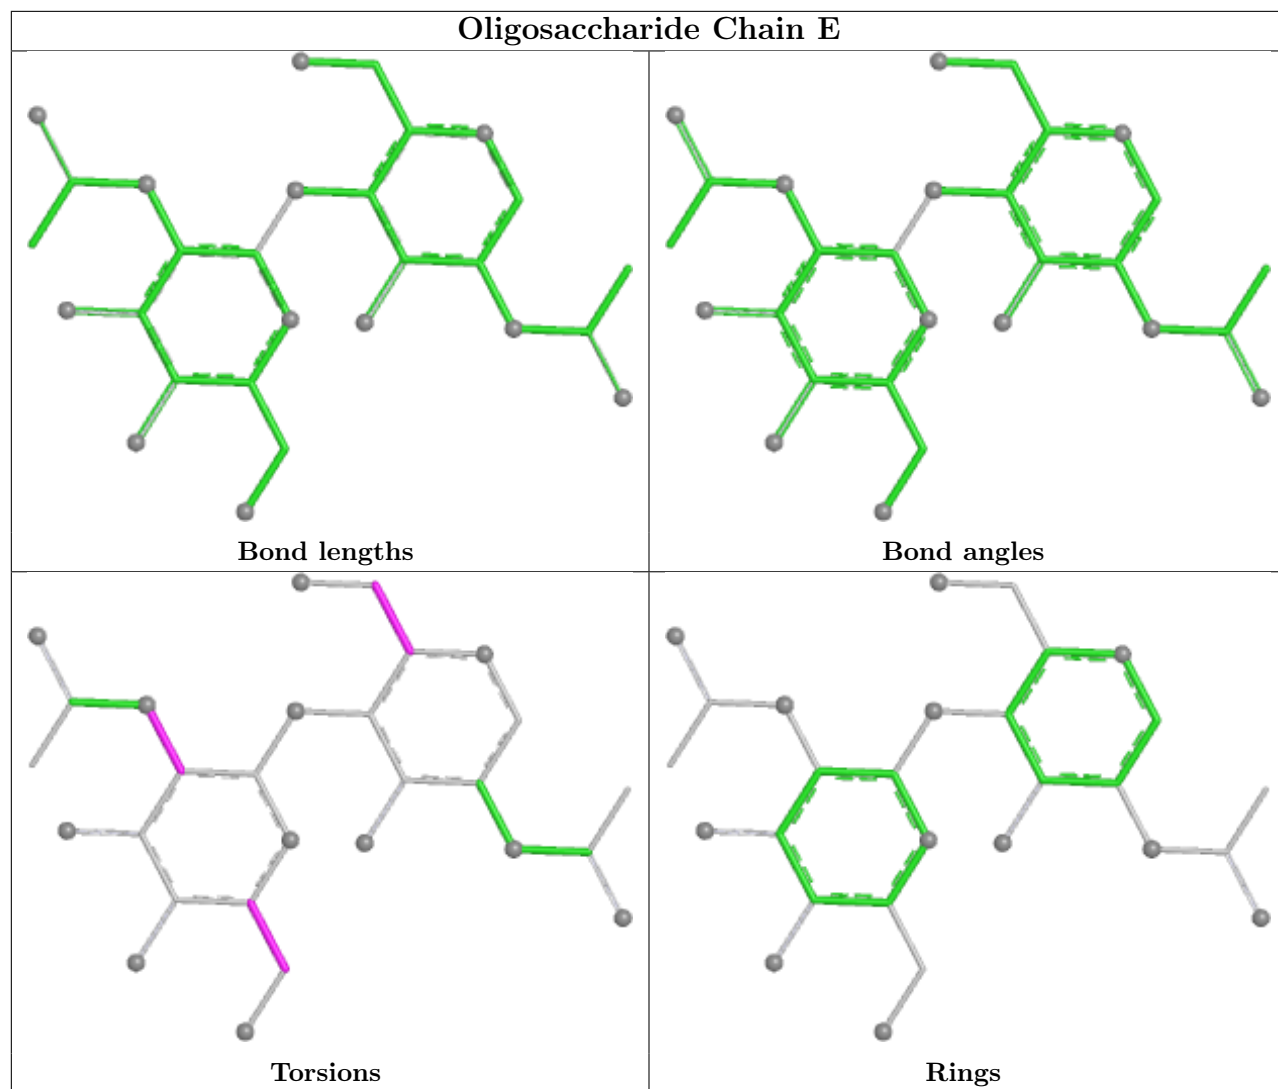 Oligosaccharide Chain E
Bond lengths
Bond angles
Torsions
Rings